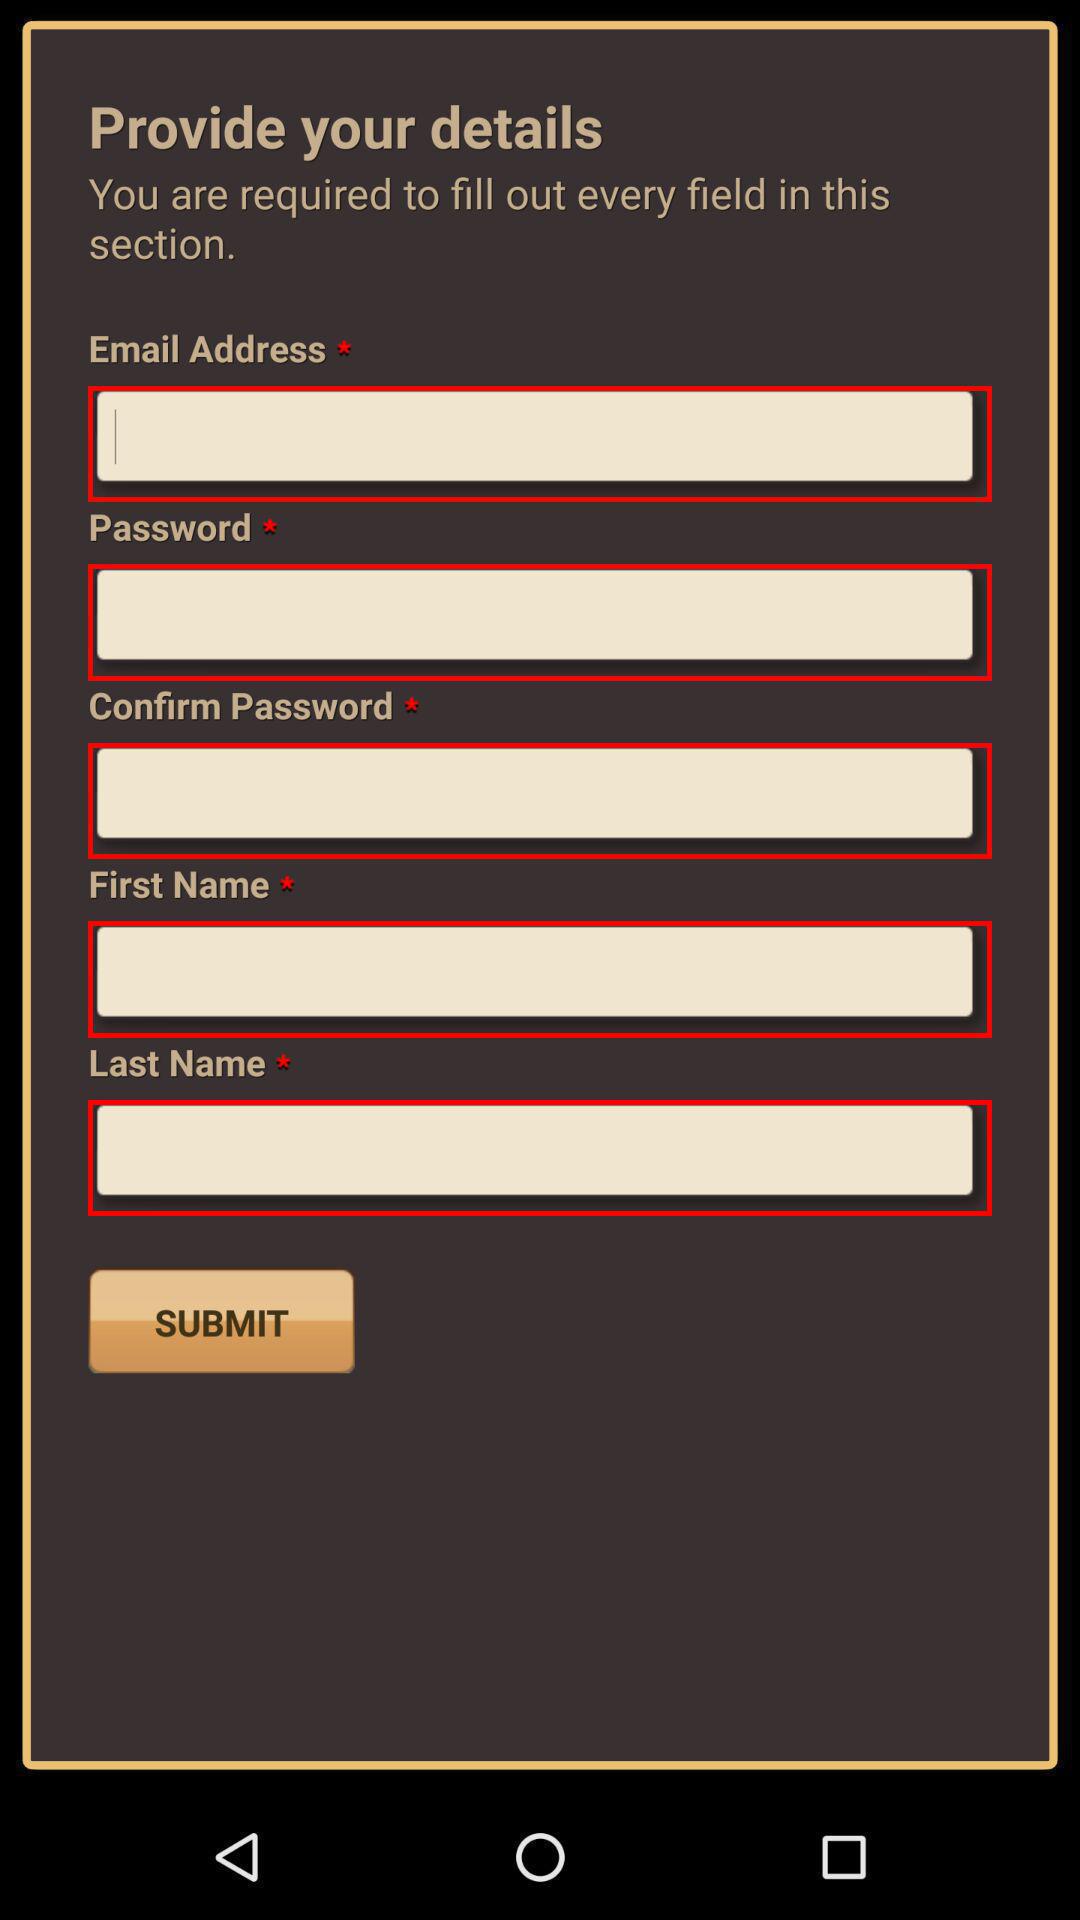 Provide your details
You are required to fill out every field in this
section.
Email Address *
Password *
Confirm Password *
First Name *
Last Name *
SUBMIT